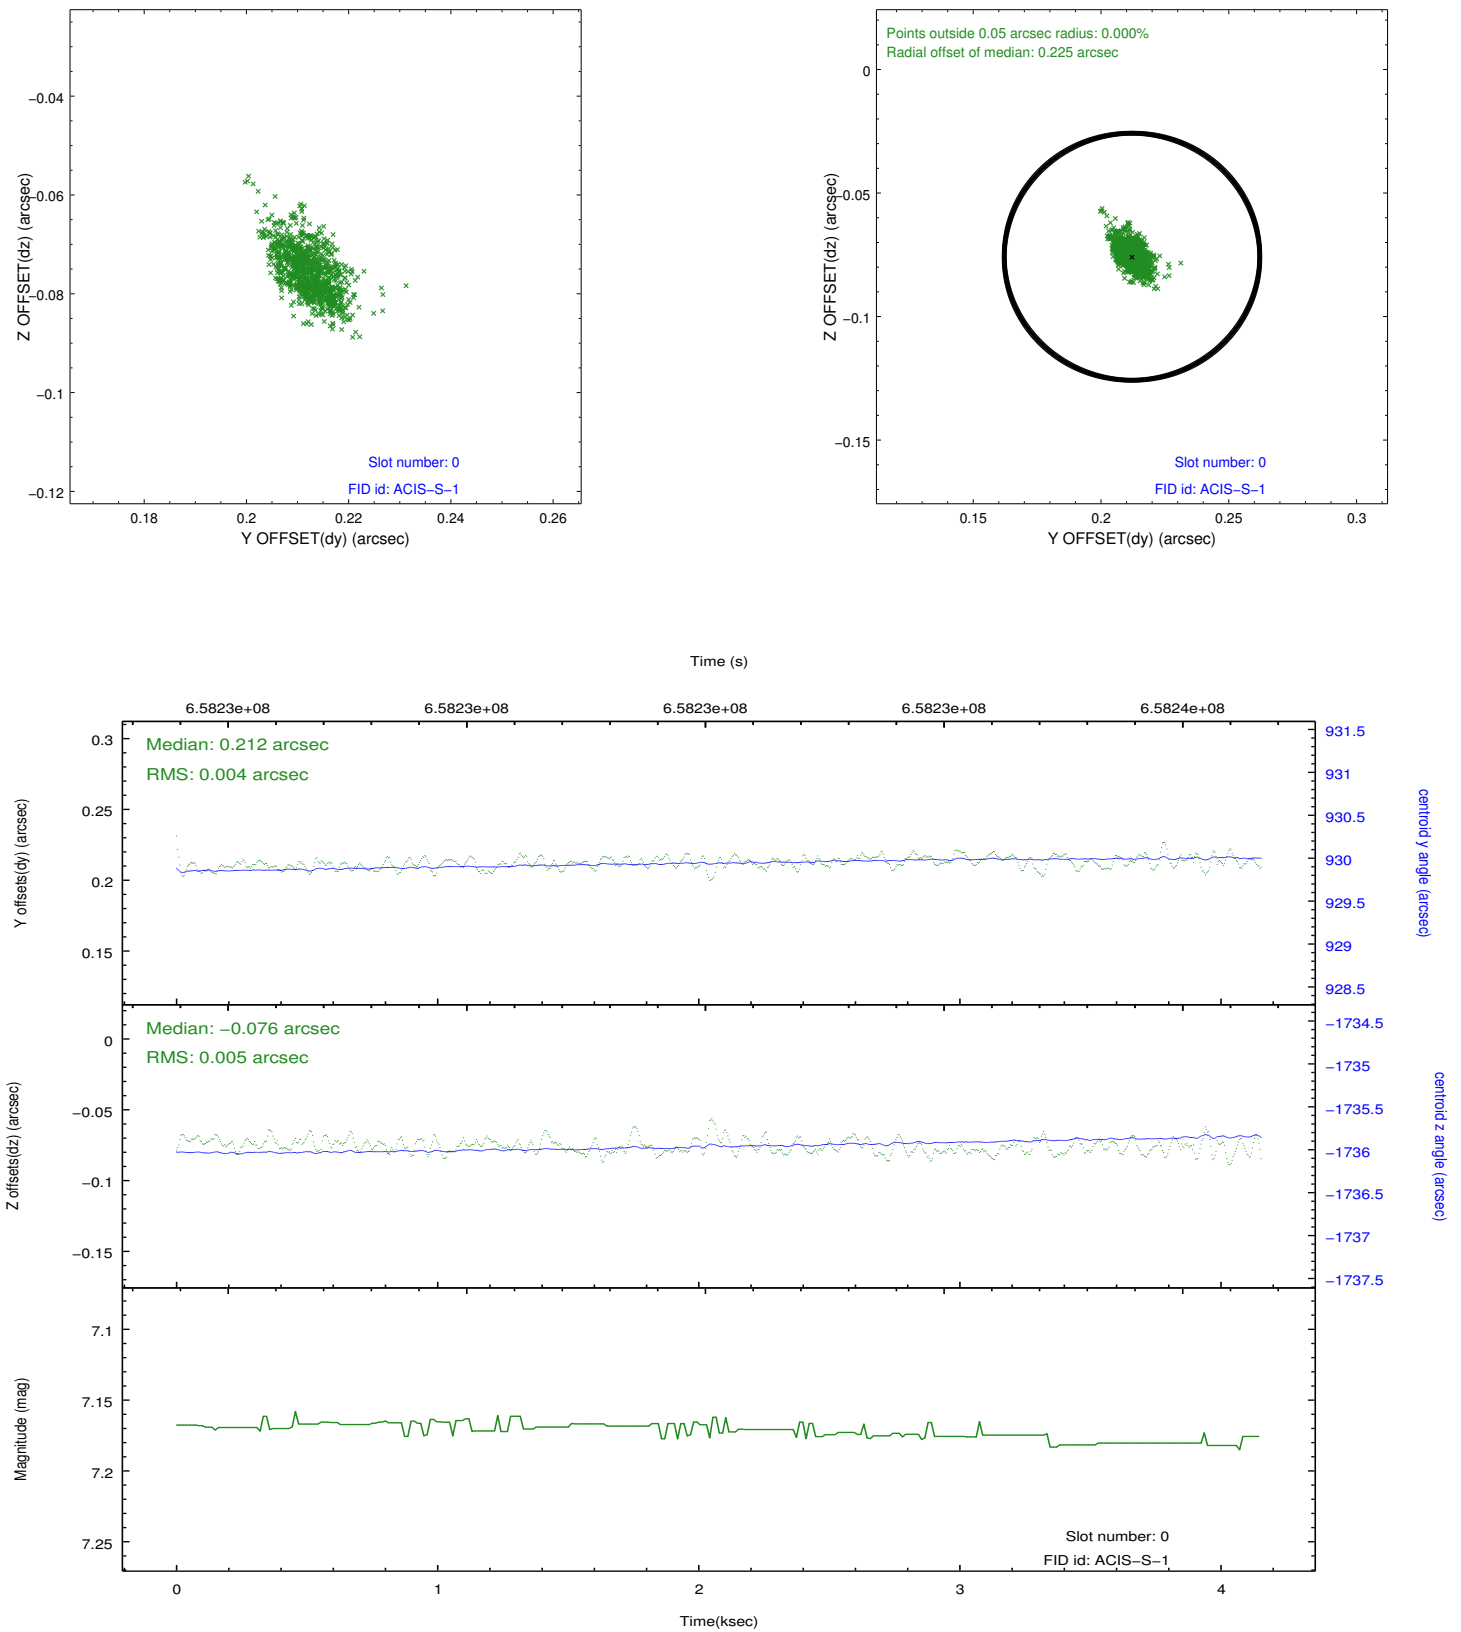 −0.04
−0.06
−0.08
−0.1
−0.12
Z OFFSET(dz) (arcsec)
Slot number: 0
FID id: ACIS−S−1
0.18
0.2
0.22
0.24
0.26
Y OFFSET(dy) (arcsec)
Points outside 0.05 arcsec radius: 0.000%
Radial offset of median: 0.225 arcsec
0
−0.05
−0.1
−0.15
Z OFFSET(dz) (arcsec)
Slot number: 0
FID id: ACIS−S−1
0.15
0.2
0.25
0.3
Y OFFSET(dy) (arcsec)
Time (s)
6.5823e+08
6.5823e+08
6.5823e+08
6.5823e+08
6.5824e+08
Median: 0.212 arcsec
RMS: 0.004 arcsec
0.3
0.25
0.2
0.15
Y offsets(dy) (arcsec)
931.5
931
930.5
930
929.5
929
928.5
centroid y angle (arcsec)
Median: −0.076 arcsec
RMS: 0.005 arcsec
0
−0.05
−0.1
−0.15
Z offsets(dz) (arcsec)
−1734.5
−1735
−1735.5
−1736
−1736.5
−1737
−1737.5
centroid z angle (arcsec)
7.1
7.15
7.2
7.25
Magnitude (mag)
Slot number: 0
FID id: ACIS−S−1
0
1
2
3
4
Time(ksec)